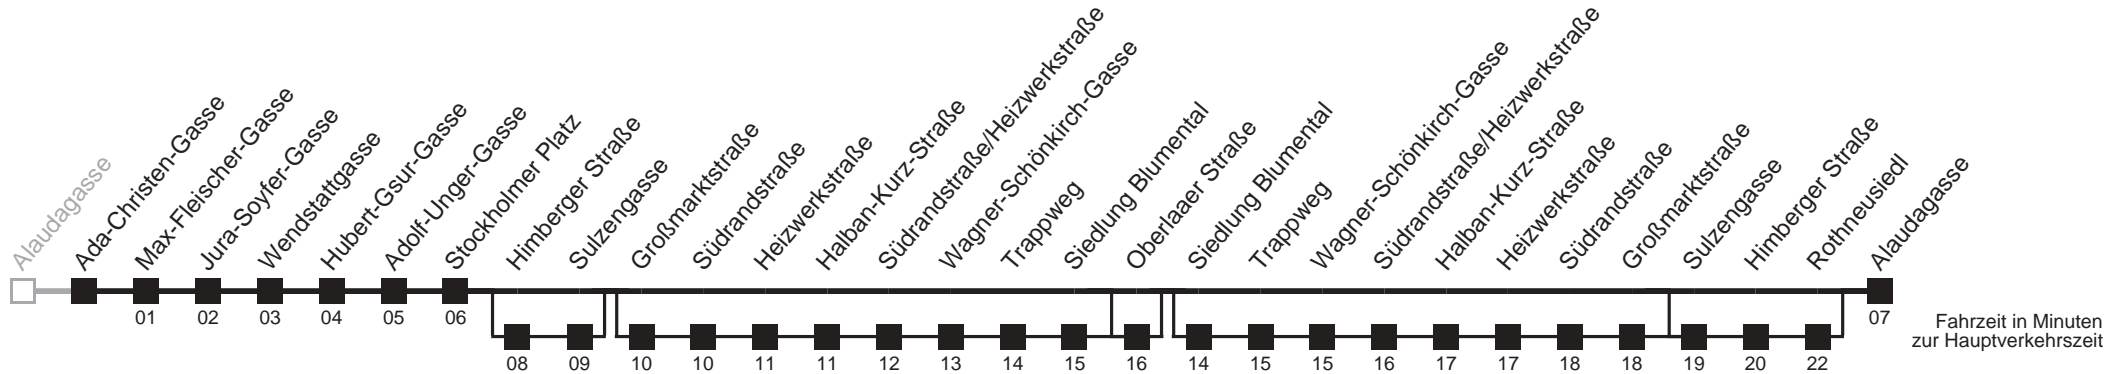 Alaudagasse
Ada-Christen-Gasse
Max-Fleischer-Gasse
Jura-Soyfer-Gasse
Wendstattgasse
Hubert-Gsur-Gasse
Adolf-Unger-Gasse
Stockholmer Platz
Himberger Straße
Sulzengasse
Großmarktstraße
Südrandstraße
Heizwerkstraße
Halban-Kurz-Straße
Südrandstraße/Heizwerkstraße
Wagner-Schönkirch-Gasse
Trappweg
Siedlung Blumental
Oberlaaer Straße
Siedlung Blumental
Trappweg
Wagner-Schönkirch-Gasse
Südrandstraße/Heizwerkstraße
Halban-Kurz-Straße
Heizwerkstraße
Südrandstraße
Großmarktstraße
Sulzengasse
Himberger Straße
Rothneusiedl
Alaudagasse
01 02 03 04 05 06 07
08 09 10 10 11 11 12 13 14 15 16 14 15 15 16 17 17 18 18 19 20 22
Fahrzeit in Minuten
zur Hauptverkehrszeit